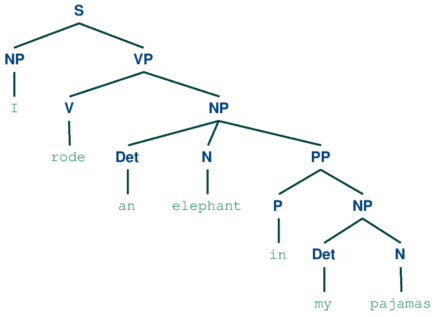 S
NP VP
I V NP
rode Det N PP
an elephant P NP
in Det N
my pajamas